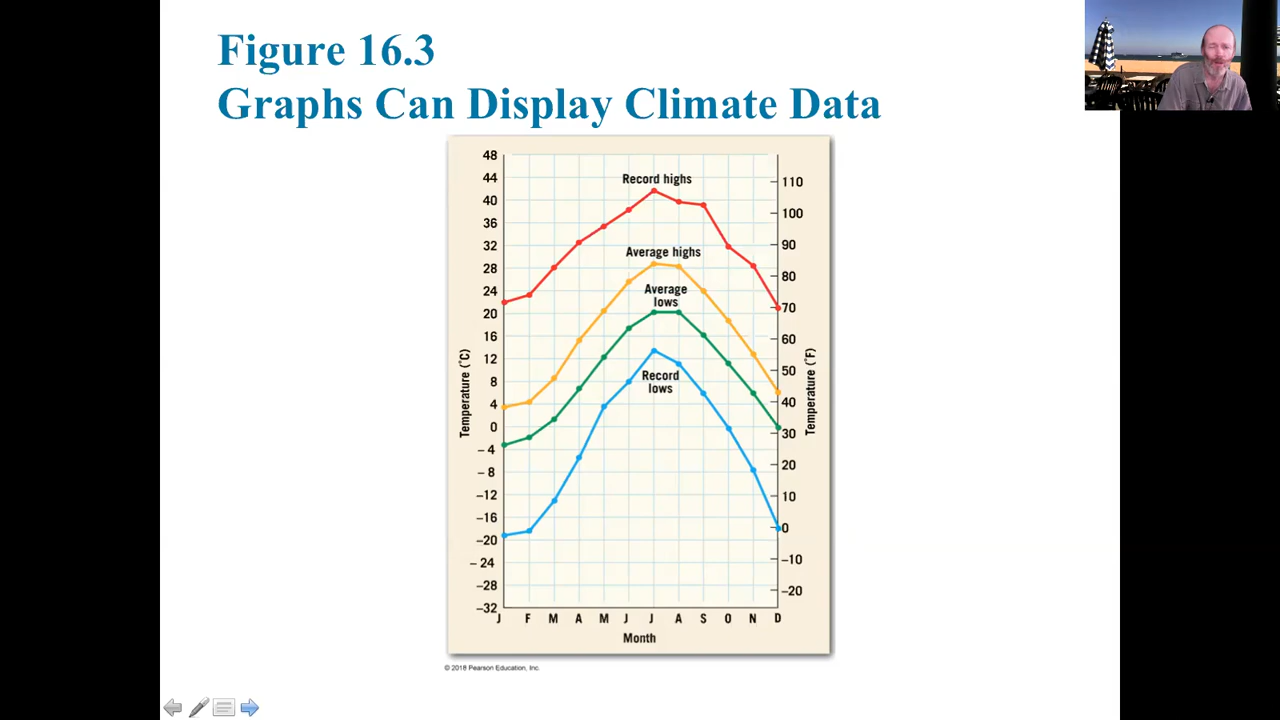 Figure 16.3
Graphs Can Display Climate Data
48
44
40
36
32
28
24
20
16
12
8
4
0
– 4
– 8
–12
–16
–20
– 24
–28
–32
Temperature (˚C)
Record highs
Average highs
Average
lows
Record
lows
110
100
90
80
70
60
50
40
30
20
10
0
–10
–20
Temperature (˚F)
J F M A M J J A S O N D
Month
© 2018 Pearson Education, Inc.